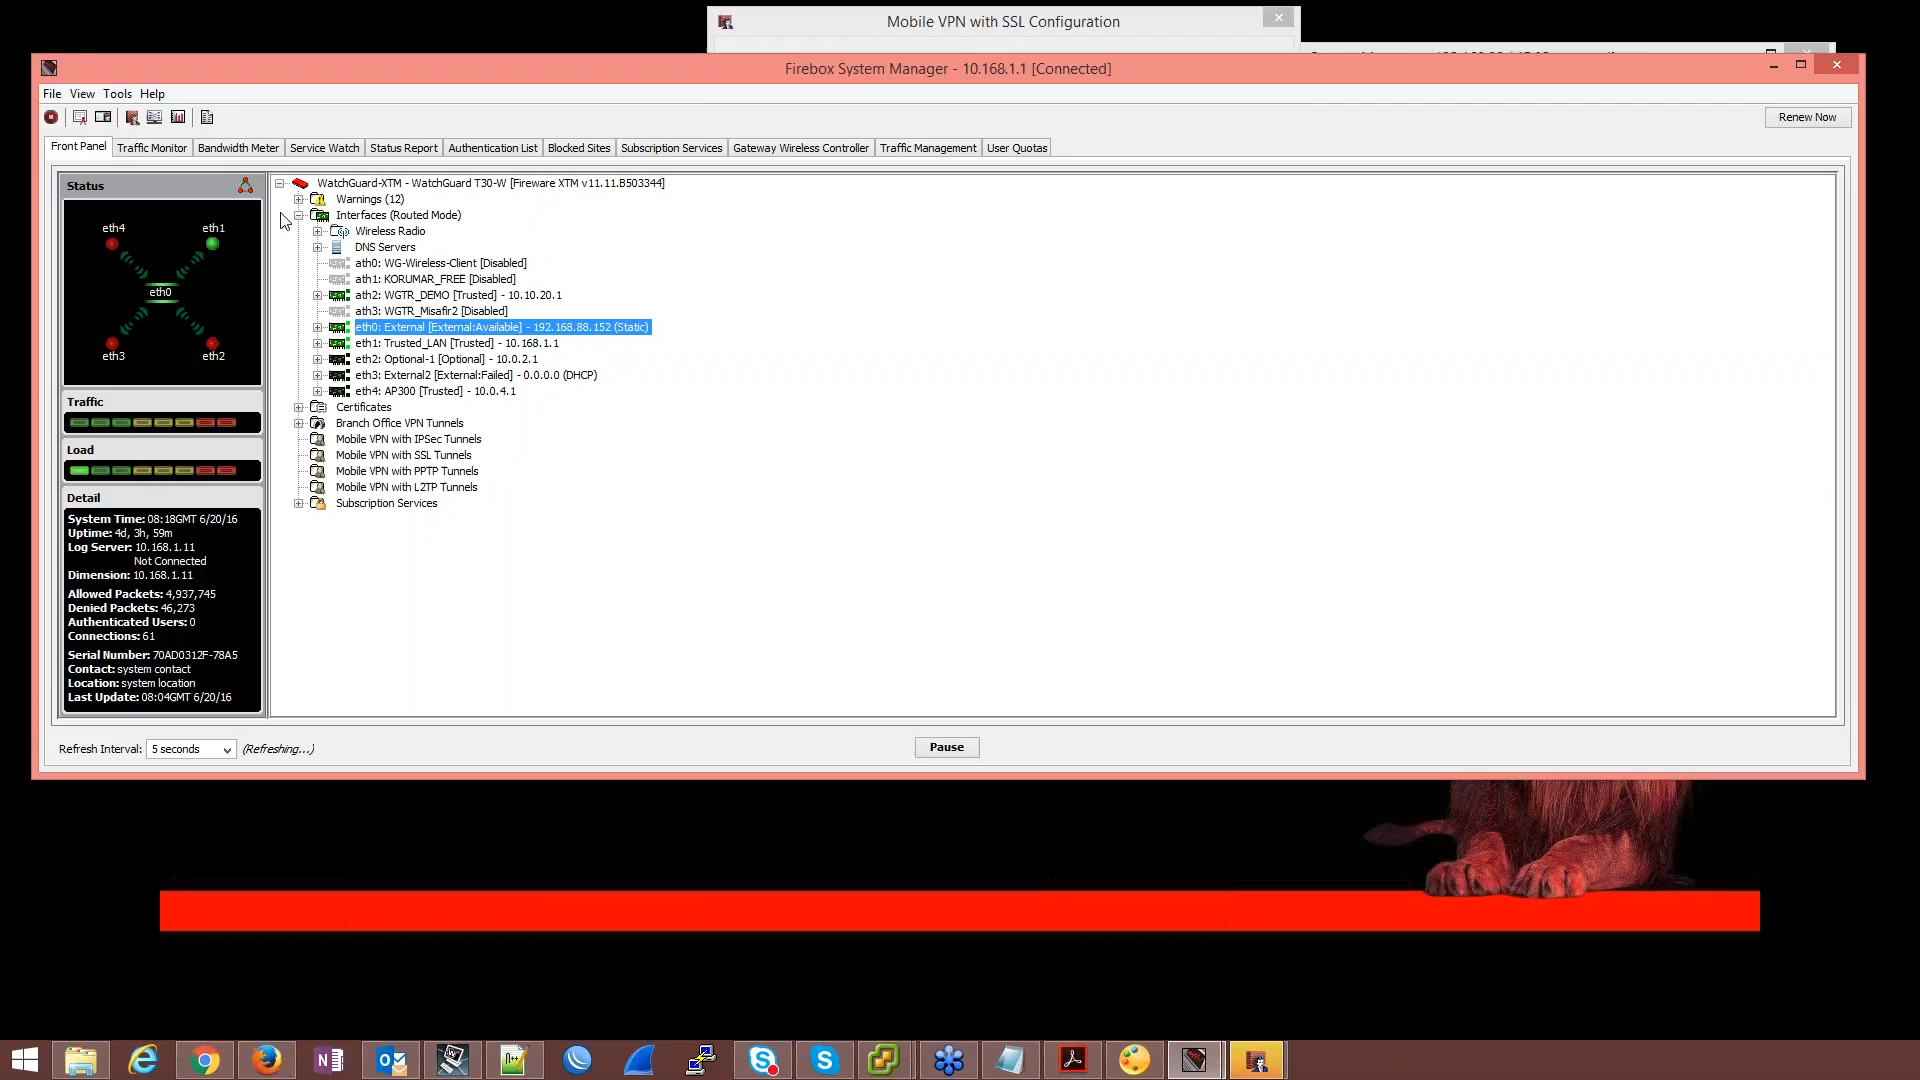 Mobile VPN with SSL Configuration
Firebox System Manager - 10.168.1.1 [Connected]
File View Tools Help
Renew Now
Front Panel Traffic Monitor Bandwidth Meter Service Watch Status Report Authentication List Blocked Sites Subscription Services Gateway Wireless Controller Traffic Management User Quotas
Status
eth4
eth1
eth0
eth3
eth2
Traffic
Load
Detail
System Time: 08:18GMT 6/20/16
Uptime: 4d, 3h, 59m
Log Server: 10.168.1.11
Not Connected
Dimension: 10.168.1.11
Allowed Packets: 4,937,745
Denied Packets: 46,273
Authenticated Users: 0
Connections: 61
Serial Number: 70AD0312F-78A5
Contact: system contact
Location: system location
Last Update: 08:04GMT 6/20/16
WatchGuard-XTM - WatchGuard T30-W [Fireware XTM v11.11.B503344]
Warnings (12)
Interfaces (Routed Mode)
Wireless Radio
DNS Servers
ath0: WG-Wireless-Client [Disabled]
ath1: KORUMAR_FREE [Disabled]
ath2: WGTR_DEMO [Trusted] - 10.10.20.1
ath3: WGTR_Misafir2 [Disabled]
eth0: External [External:Available] - 192.168.88.152 (Static)
eth1: Trusted_LAN [Trusted] - 10.168.1.1
eth2: Optional-1 [Optional] - 10.0.2.1
eth3: External2 [External:Failed] - 0.0.0.0 (DHCP)
eth4: AP300 [Trusted] - 10.0.4.1
Certificates
Branch Office VPN Tunnels
Mobile VPN with IPSec Tunnels
Mobile VPN with SSL Tunnels
Mobile VPN with PPTP Tunnels
Mobile VPN with L2TP Tunnels
Subscription Services
Refresh Interval: 5 seconds (Refreshing...)
Pause